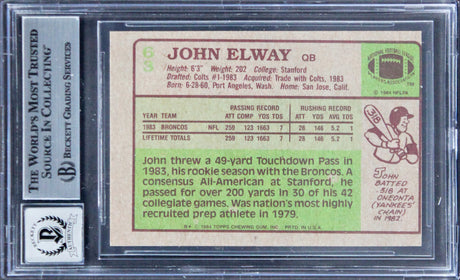 THE WORLD'S MOST TRUSTED
SOURCE IN COLLECTING™
BECKETT GRADING SERVICES
63
JOHN ELWAY QB
Height: 6'3" Weight: 202 College: Stanford
Drafted: Colts #1-1983 Acquired: Trade with Colts, 1983
Born: 6-28-60, Port Angeles, Wash. Home: San Jose, Calif.
© 1984 NFLPA
PASSING RECORD RUSHING RECORD
YEAR TEAM ATT COMP YDS TD ATT YDS AVG TD
1983 BRONCOS NFL 259 123 1663 7 28 146 5.2 1
LIFETIME TOTALS 259 123 1663 7 28 146 5.2 1
John threw a 49-yard Touchdown Pass in
1983, his rookie season with the Broncos. A
consensus All-American at Stanford, he
passed for over 200 yards in 30 of his 42
collegiate games. Was nation's most highly
recruited prep athlete in 1979.
318
JOHN
BATTED
.318 AT
ONEONTA
(YANKEES'
CHAIN)
IN 1982.
© 1984 TOPPS CHEWING GUM, INC. PRTD. IN U.S.A.